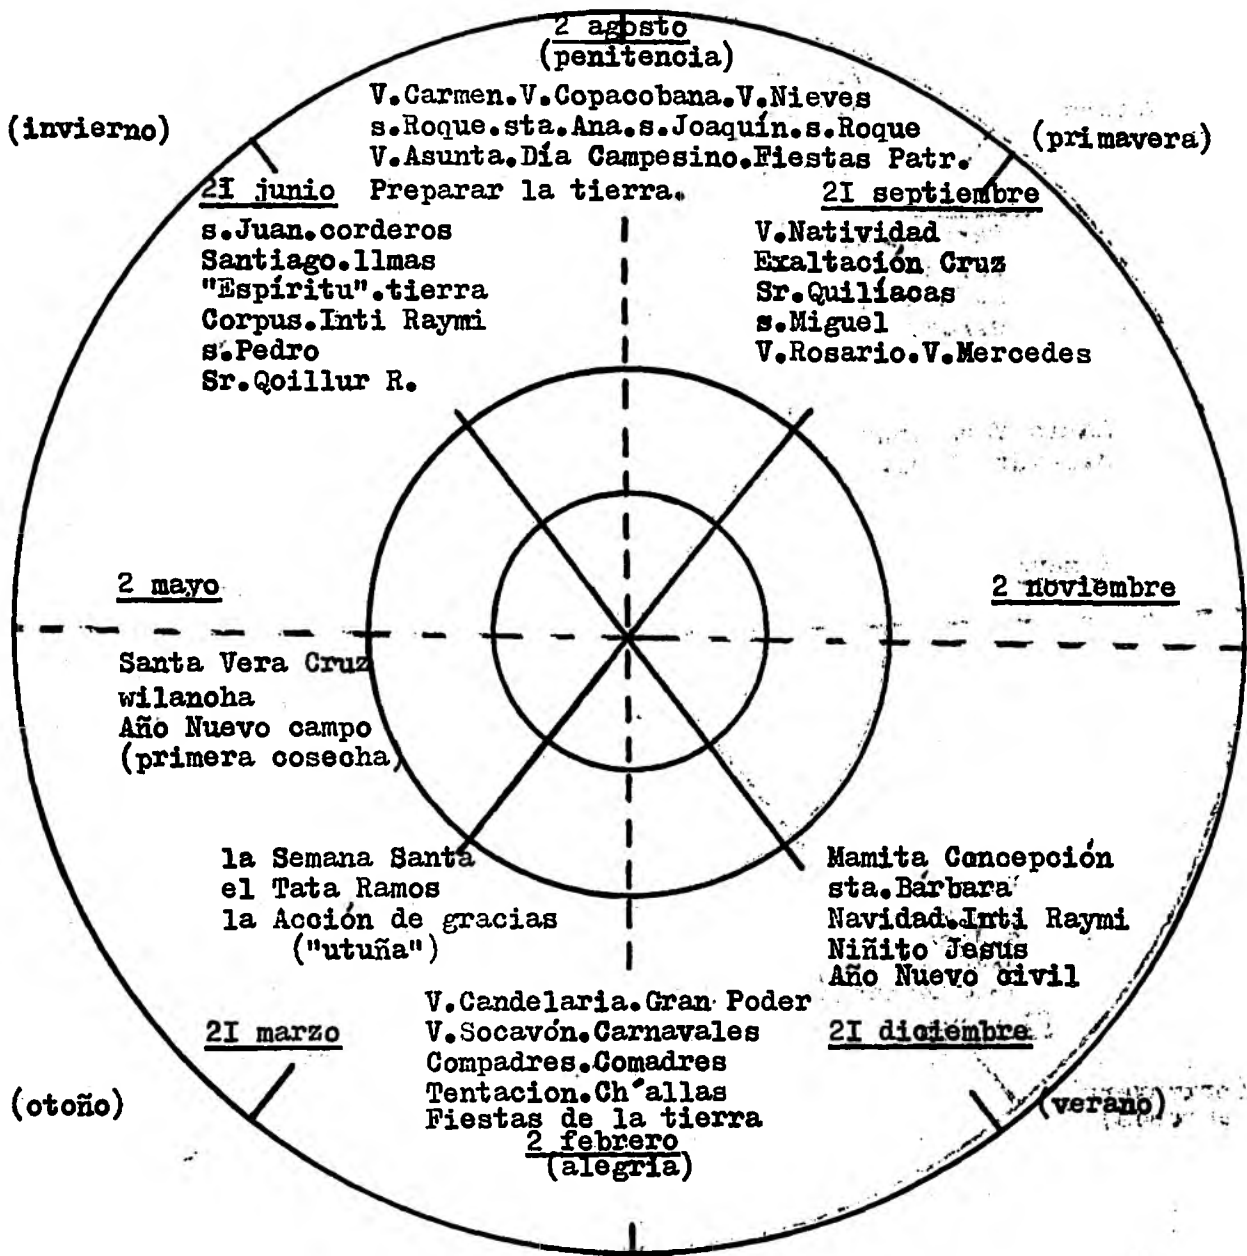 2 agosto
(penitencia)
V.Carmen.V.Copacobana.V.Nieves
s.Roque.sta.Ana.s.Joaquín.s.Roque
V.Asunta.Día Campesino.Fiestas Patr.
Preparar la tierra.
(invierno)
2I junio
s.Juan.corderos
Santiago.llmas
"Espíritu".tierra
Corpus.Inti Raymi
s.Pedro
Sr.Qoillur R.
(primavera)
2I septiembre
V.Natividad
Exaltación Cruz
Sr.Quilíacas
s.Miguel
V.Rosario.V.Mercedes
2 mayo
Santa Vera Cruz
wilancha
Año Nuevo campo
(primera cosecha)
2 noviembre
la Semana Santa
el Tata Ramos
la Acción de gracias
("utuña")
2I marzo
(otoño)
Mamita Concepción
sta.Bárbara
Navidad.Inti Raymi
Niñito Jesus
Año Nuevo civil
2I diciembre
(verano)
V.Candelaria.Gran Poder
V.Socavón.Carnavales
Compadres.Comadres
Tentacion.Ch´allas
Fiestas de la tierra
2 febrero
(alegría)